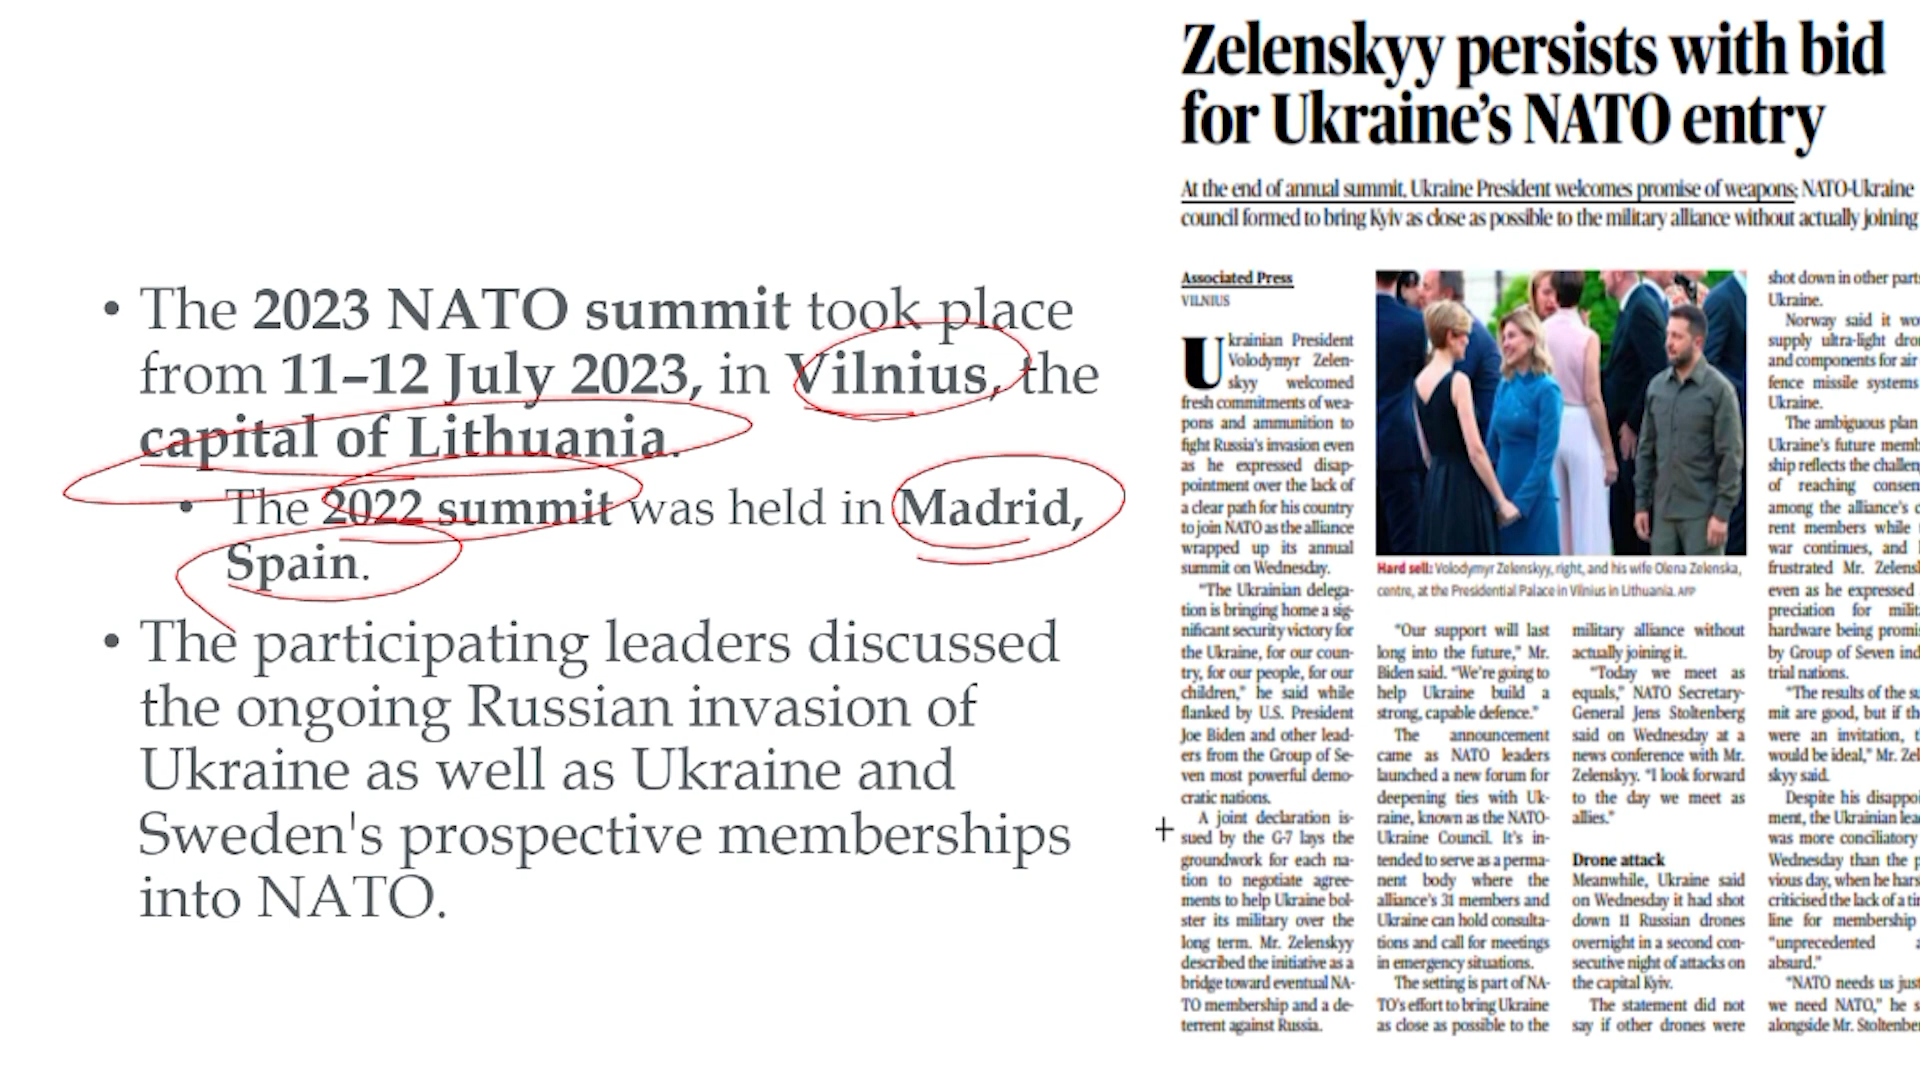 • The 2023 NATO summit took place
from 11–12 July 2023, in Vilnius, the
capital of Lithuania.
• The 2022 summit was held in Madrid,
Spain.
• The participating leaders discussed
the ongoing Russian invasion of
Ukraine as well as Ukraine and
Sweden's prospective memberships
into NATO.
Zelenskyy persists with bid
for Ukraine’s NATO entry
At the end of annual summit, Ukraine President welcomes promise of weapons; NATO-Ukraine
council formed to bring Kyiv as close as possible to the military alliance without actually joining
Associated Press
VILNIUS
Ukrainian President
Volodymyr Zelen-
skyy welcomed
fresh commitments of wea-
pons and ammunition to
fight Russia’s invasion even
as he expressed disap-
pointment over the lack of
a clear path for his country
to join NATO as the alliance
wrapped up its annual
summit on Wednesday.
“The Ukrainian delega-
tion is bringing home a sig-
nificant security victory for
the Ukraine, for our coun-
try, for our people, for our
children,” he said while
flanked by U.S. President
Joe Biden and other lead-
ers from the Group of Se-
ven most powerful demo-
cratic nations.
A joint declaration is-
sued by the G-7 lays the
groundwork for each na-
tion to negotiate agree-
ments to help Ukraine bol-
ster its military over the
long term. Mr. Zelenskyy
described the initiative as a
bridge toward eventual NA-
TO membership and a de-
terrent against Russia.
Hard sell: Volodymyr Zelenskyy, right, and his wife Olena Zelenska,
centre, at the Presidential Palace in Vilnius in Lithuania. AFP
“Our support will last
long into the future,” Mr.
Biden said. “We’re going to
help Ukraine build a
strong, capable defence.”
The announcement
came as NATO leaders
launched a new forum for
deepening ties with Uk-
raine, known as the NATO-
Ukraine Council. It’s in-
tended to serve as a perma-
nent body where the
alliance’s 31 members and
Ukraine can hold consulta-
tions and call for meetings
in emergency situations.
The setting is part of NA-
TO’s effort to bring Ukraine
as close as possible to the
military alliance without
actually joining it.
“Today we meet as
equals,” NATO Secretary-
General Jens Stoltenberg
said on Wednesday at a
news conference with Mr.
Zelenskyy. “I look forward
to the day we meet as
allies.”
Drone attack
Meanwhile, Ukraine said
on Wednesday it had shot
down 11 Russian drones
overnight in a second con-
secutive night of attacks on
the capital Kyiv.
The statement did not
say if other drones were
shot down in other parts
Ukraine.
Norway said it
supply ultra-light
and components for air
fence missile systems
Ukraine.
The ambiguous plan
Ukraine’s future
ship reflects the
of reaching
among the alliance’s
rent members while
war continues, and
frustrated Mr.
even as he expressed
preciation for
hardware being
by Group of Seven
trial nations.
“The results of the
mit are good, but if
were an invitation,
would be ideal,” Mr.
skyy said.
Despite his
ment, the Ukrainian
was more conciliatory
Wednesday than the
vious day, when he
criticised the lack of a
line for membership
“unprecedented
absurd.”
“NATO needs us just
we need NATO,” he
alongside Mr.